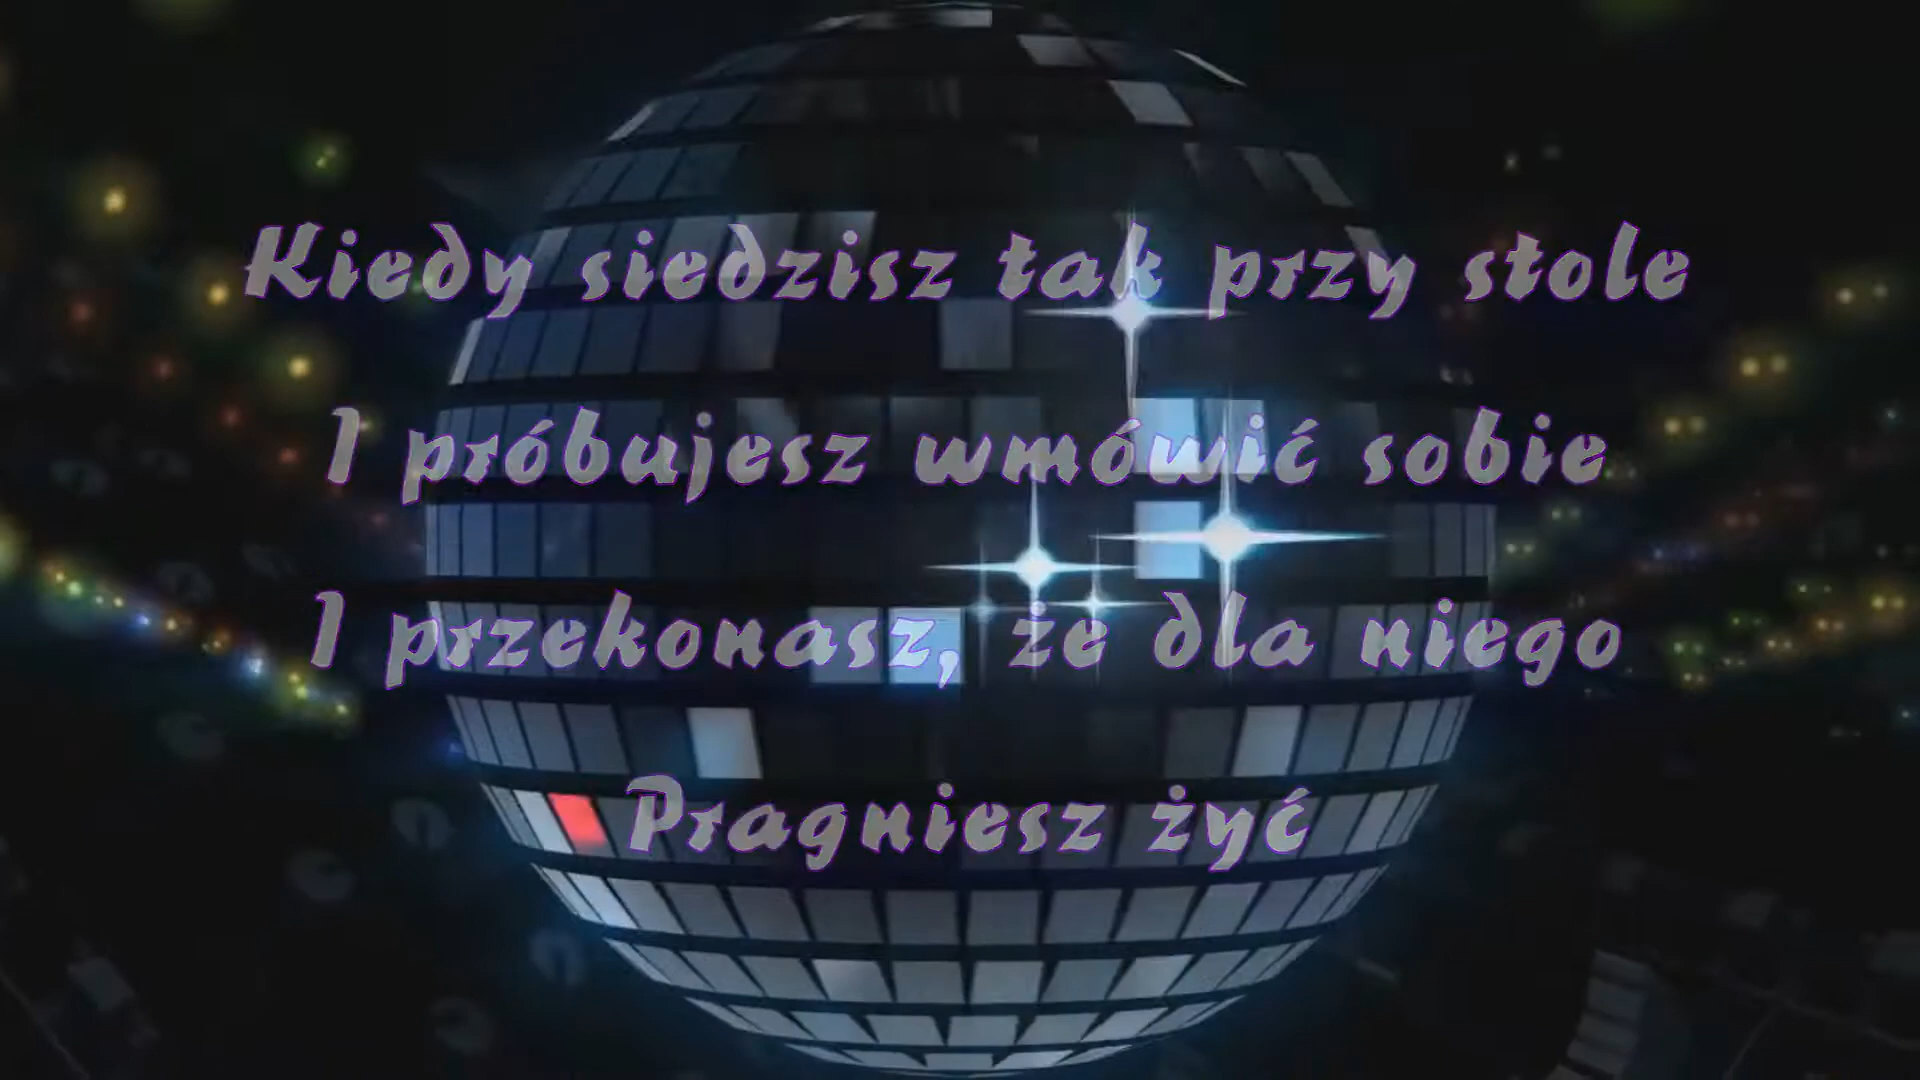 Kiedy siedzisz tak przy stole
I próbujesz wmówić sobie
I przekonasz, że dla niego
Pragniesz żyć